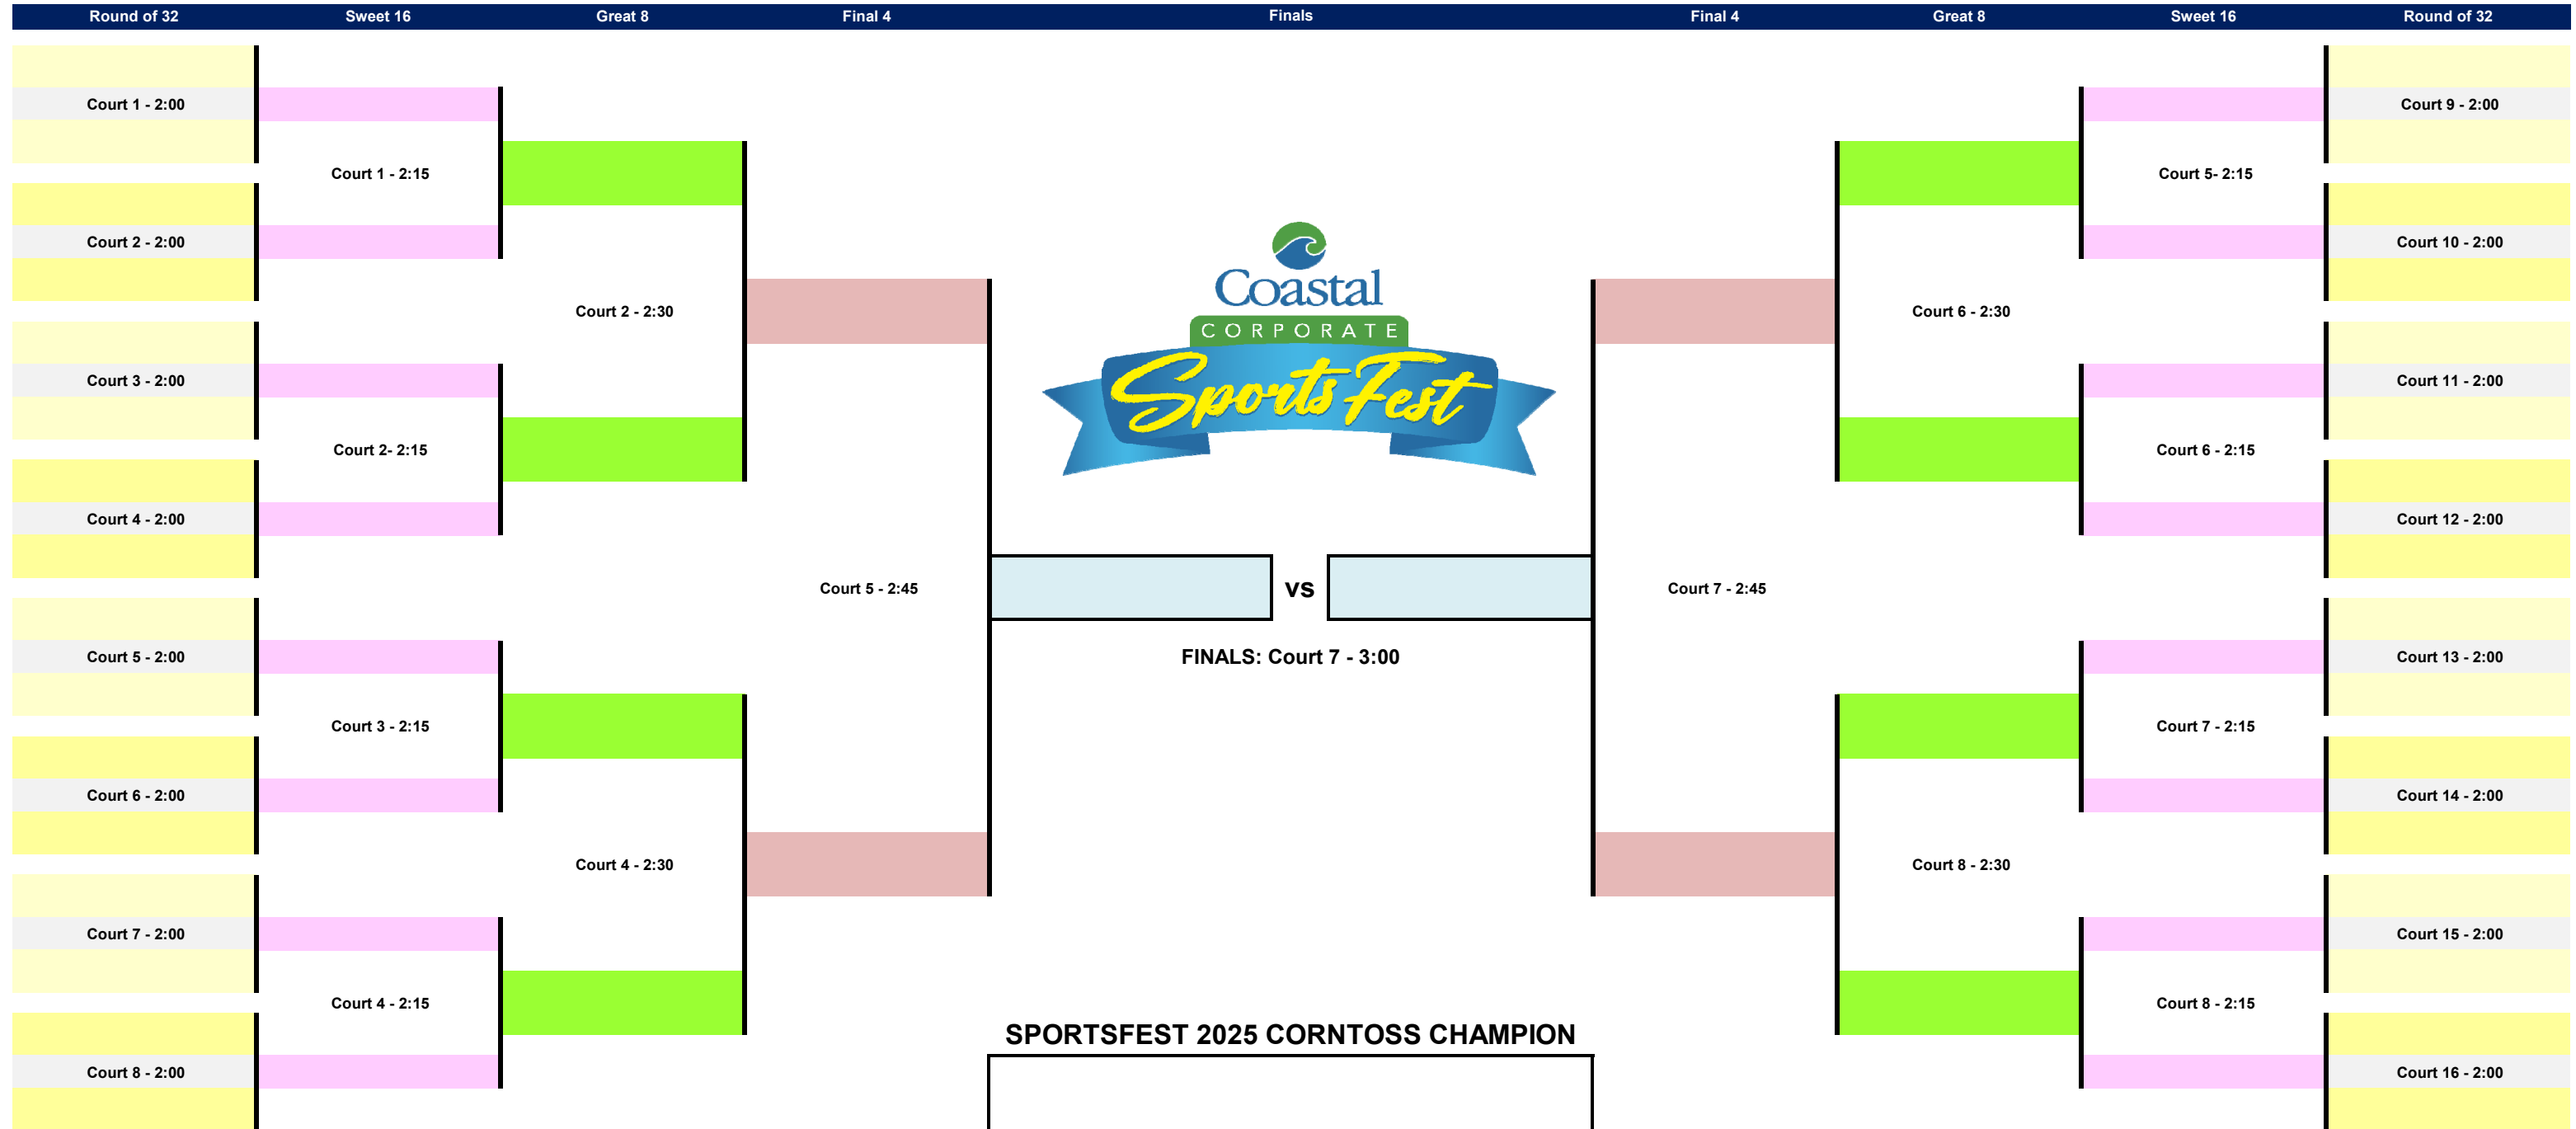 Round of 32 Sweet 16 Great 8 Final 4 Finals Final 4 Great 8 Sweet 16 Round of 32
Court 1 - 2:00 Court 9 - 2:00
Court 1 - 2:15 Court 5- 2:15
Court 2 - 2:00 Court 10 - 2:00
Coastal
Court 2 - 2:30 Court 6 - 2:30
CORPORATE
Court 3 - 2:00 Court 11 - 2:00
SportsFest
Court 2- 2:15 Court 6 - 2:15
Court 4 - 2:00 Court 12 - 2:00
Court 5 - 2:45 vs Court 7 - 2:45
Court 5 - 2:00 FINALS: Court 7 - 3:00 Court 13 - 2:00
Court 3 - 2:15 Court 7 - 2:15
Court 6 - 2:00 Court 14 - 2:00
Court 4 - 2:30 Court 8 - 2:30
Court 7 - 2:00 Court 15 - 2:00
Court 4 - 2:15 Court 8 - 2:15
SPORTSFEST 2025 CORNTOSS CHAMPION
Court 8 - 2:00 Court 16 - 2:00